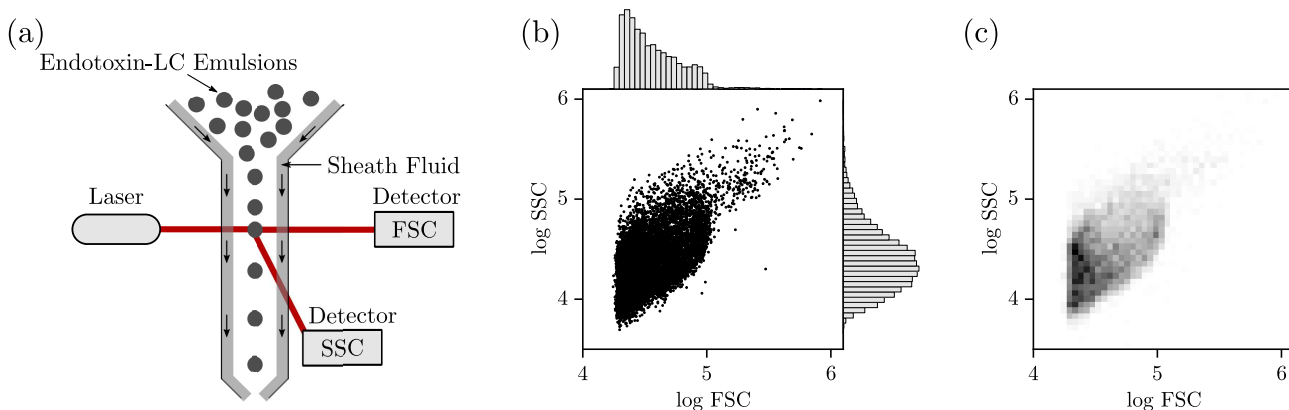 (a)
Endotoxin-LC Emulsions
Sheath Fluid
Laser
Detector
FSC
Detector
SSC
(b)
6
5
4
log SSC
4
5
6
log FSC
(c)
6
5
4
log SSC
4
5
6
log FSC